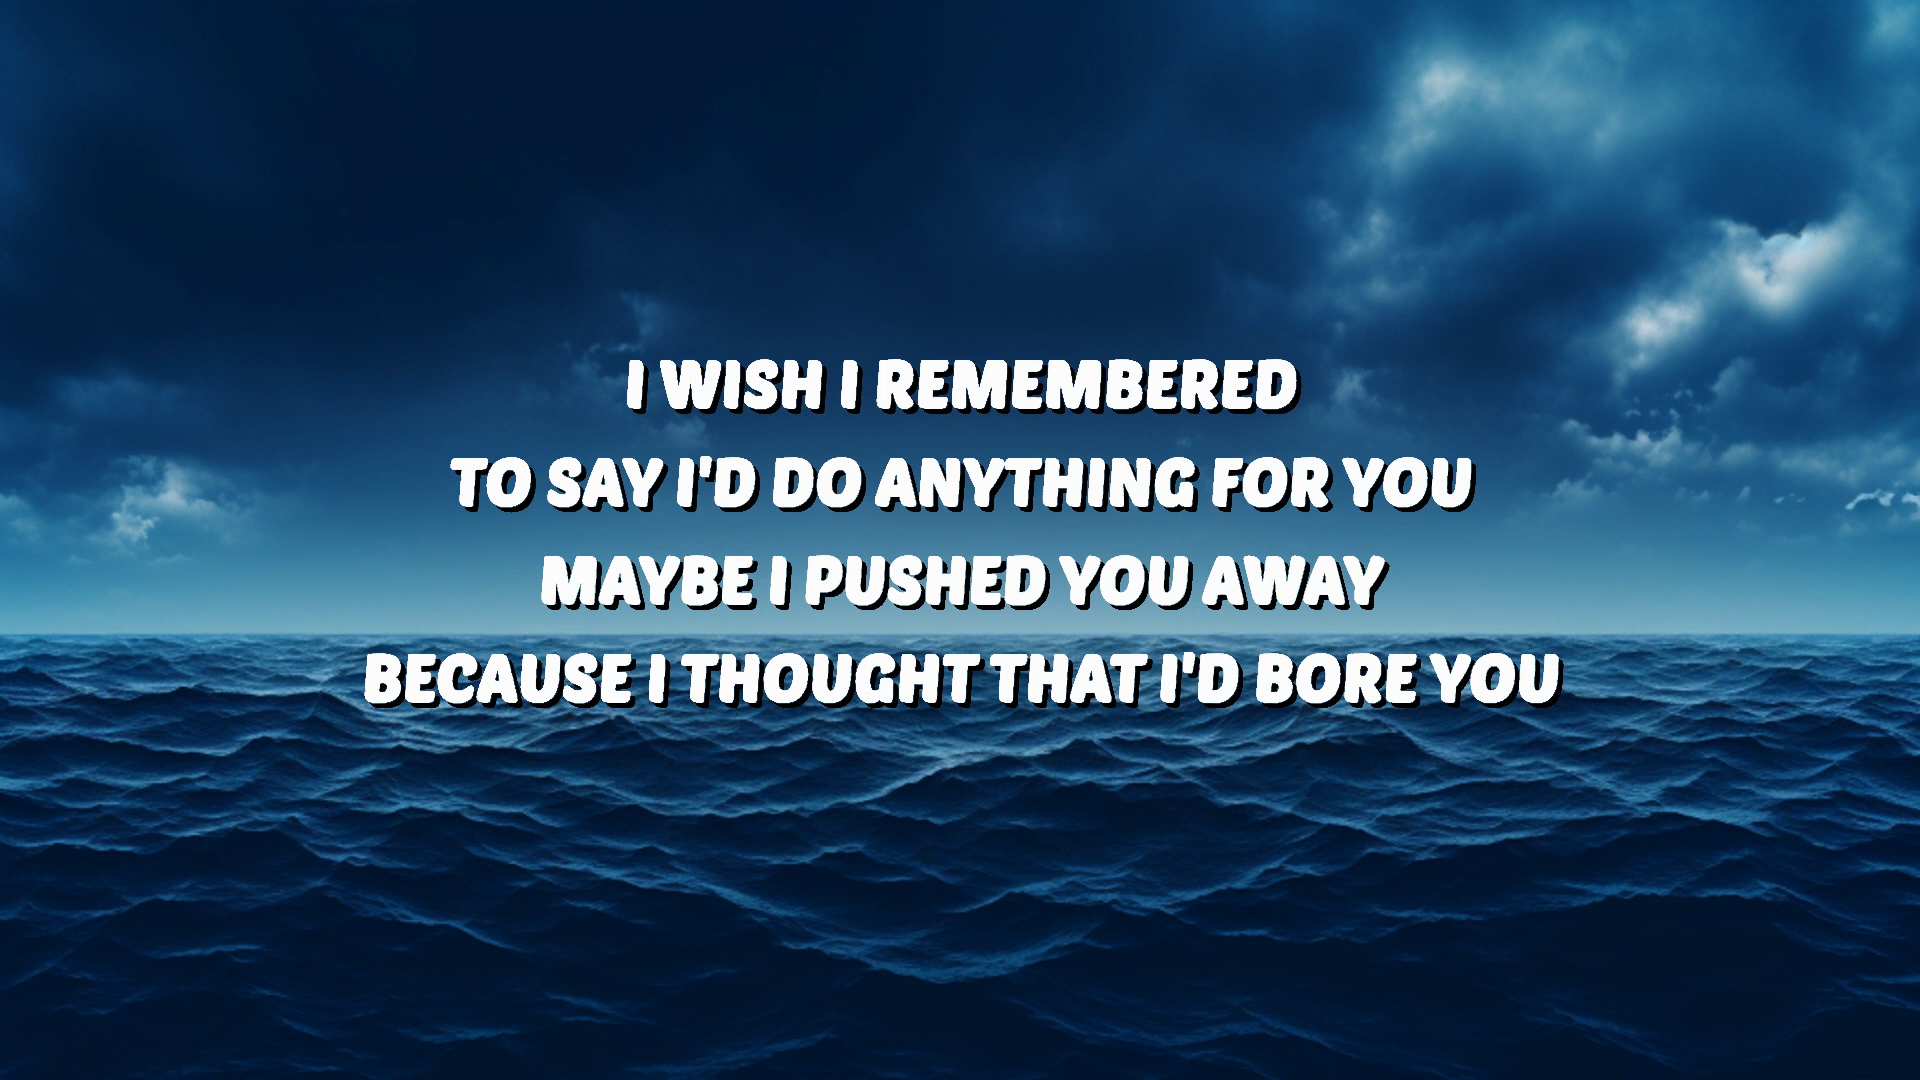 I WISH I REMEMBERED
TO SAY I'D DO ANYTHING FOR YOU
MAYBE I PUSHED YOU AWAY
BECAUSE I THOUGHT THAT I'D BORE YOU